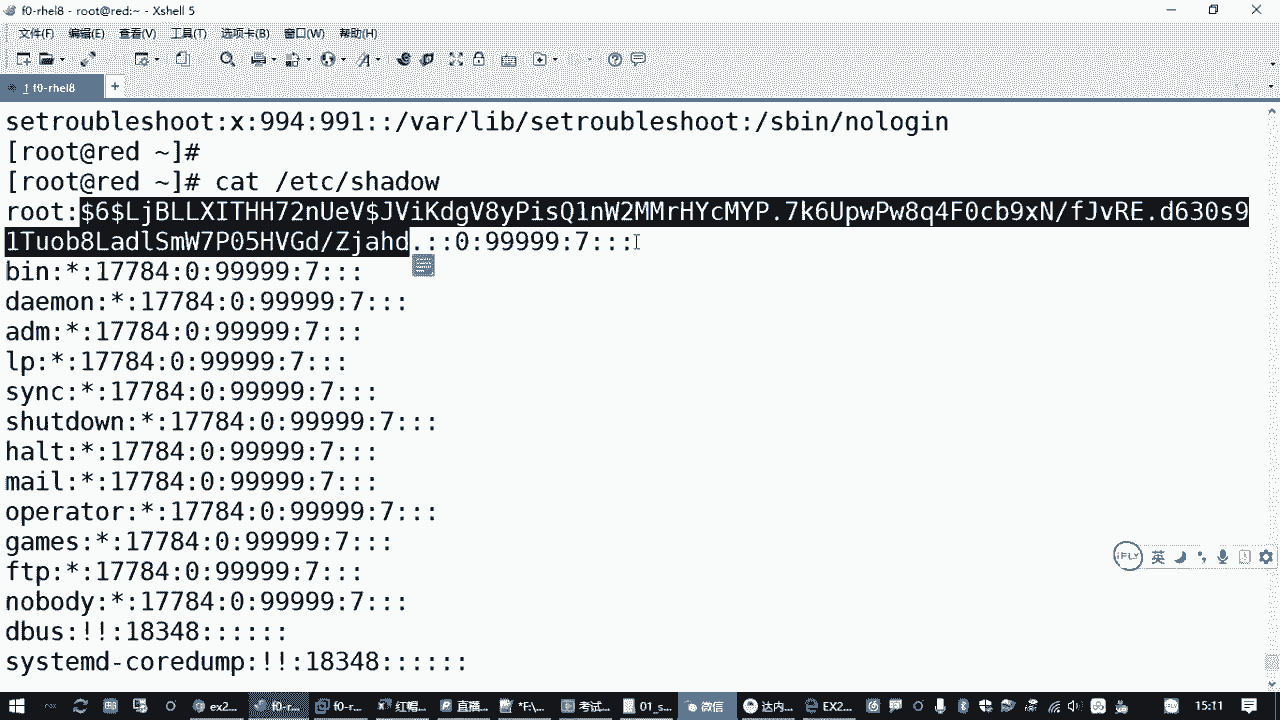 f0-rhel8 - root@red:~ - Xshell 5
文件(F) 编辑(E) 查看(V) 工具(T) 选项卡(B) 窗口(W) 帮助(H)
1 f0-rhel8 +
setroubleshoot:x:994:991::/var/lib/setroubleshoot:/sbin/nologin
[root@red ~]#
[root@red ~]# cat /etc/shadow
root:$6$LjBLLXITHH72nUeV$JViKdgV8yPisQ1nW2MMrHYcMYP.7k6UpwPw8q4F0cb9xN/fJvRE.d630s9
1Tuob8LadlSmW7P05HVGd/Zjahd.::0:99999:7:::
bin:*:17784:0:99999:7:::
daemon:*:17784:0:99999:7:::
adm:*:17784:0:99999:7:::
lp:*:17784:0:99999:7:::
sync:*:17784:0:99999:7:::
shutdown:*:17784:0:99999:7:::
halt:*:17784:0:99999:7:::
mail:*:17784:0:99999:7:::
operator:*:17784:0:99999:7:::
games:*:17784:0:99999:7:::
ftp:*:17784:0:99999:7:::
nobody:*:17784:0:99999:7:::
dbus:!!:18348::::::
systemd-coredump:!!:18348::::::
iFLY 英
ex2... f0-r... f0-r... 红帽... 直播... *F:\... 考试... 01_s... 微信 达内... EX2... 15:11